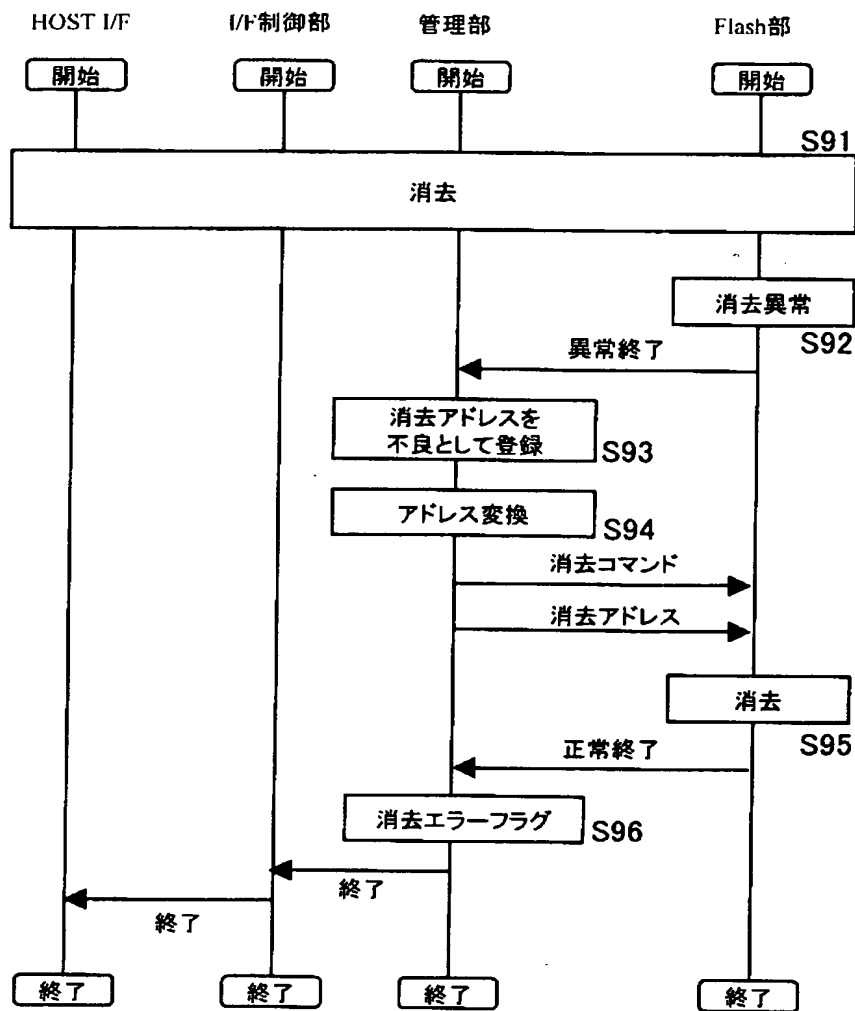 HOST I/F
I/F制御部
管理部
Flash部
開始
開始
開始
開始
S91
消去
消去異常
S92
異常終了
消去アドレスを
不良として登録
S93
アドレス変換
S94
消去コマンド
消去アドレス
消去
S95
正常終了
消去エラーフラグ
S96
終了
終了
終了
終了
終了
終了